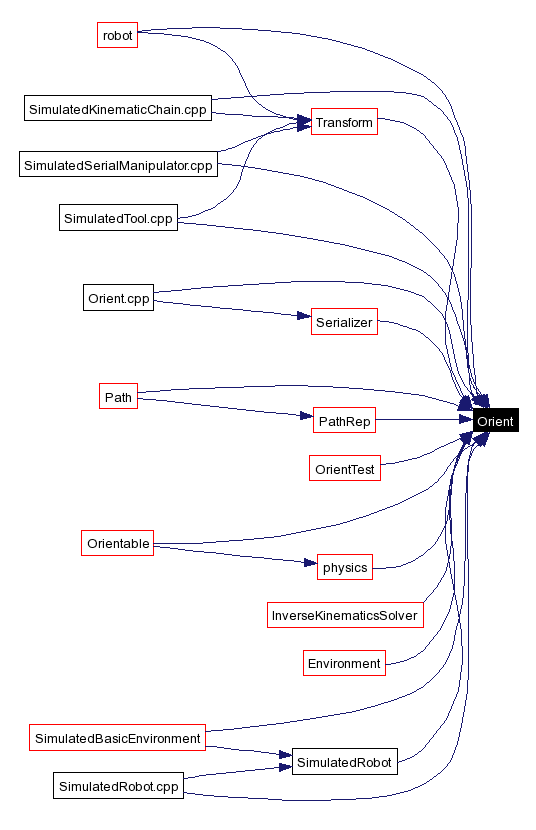 robot
SimulatedKinematicChain.cpp
Transform
SimulatedSerialManipulator.cpp
SimulatedTool.cpp
Orient.cpp
Serializer
Path
PathRep
Orient
OrientTest
Orientable
physics
InverseKinematicsSolver
Environment
SimulatedBasicEnvironment
SimulatedRobot
SimulatedRobot.cpp